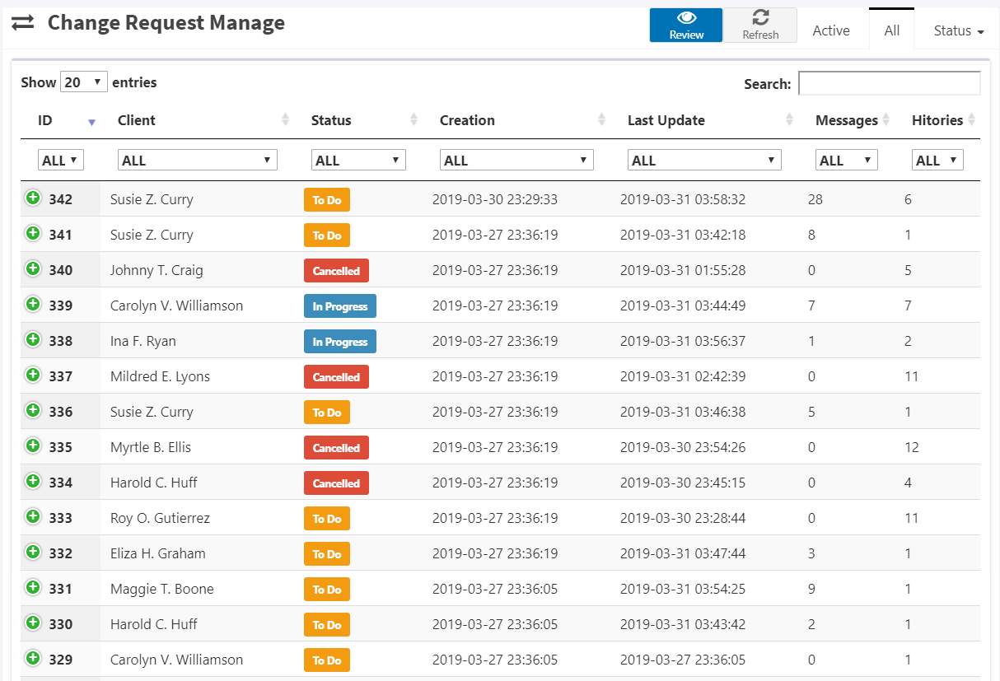 Change Request Manage
Review
Refresh
Active
All
Status
Show 20 entries
Search:
ID Client Status Creation Last Update Messages Hitories
ALL ALL ALL ALL ALL ALL ALL
342 Susie Z. Curry To Do 2019-03-30 23:29:33 2019-03-31 03:58:32 28 6
341 Susie Z. Curry To Do 2019-03-27 23:36:19 2019-03-31 03:42:18 8 1
340 Johnny T. Craig Cancelled 2019-03-27 23:36:19 2019-03-31 01:55:28 0 5
339 Carolyn V. Williamson In Progress 2019-03-27 23:36:19 2019-03-31 03:44:49 7 7
338 Ina F. Ryan In Progress 2019-03-27 23:36:19 2019-03-31 03:56:37 1 2
337 Mildred E. Lyons Cancelled 2019-03-27 23:36:19 2019-03-31 02:42:39 0 11
336 Susie Z. Curry To Do 2019-03-27 23:36:19 2019-03-31 03:46:38 5 1
335 Myrtle B. Ellis Cancelled 2019-03-27 23:36:19 2019-03-30 23:54:26 0 12
334 Harold C. Huff Cancelled 2019-03-27 23:36:19 2019-03-30 23:45:15 0 4
333 Roy O. Gutierrez To Do 2019-03-27 23:36:19 2019-03-30 23:28:44 0 11
332 Eliza H. Graham To Do 2019-03-27 23:36:19 2019-03-31 03:47:44 3 1
331 Maggie T. Boone To Do 2019-03-27 23:36:05 2019-03-31 03:54:25 9 1
330 Harold C. Huff To Do 2019-03-27 23:36:05 2019-03-31 03:43:42 2 1
329 Carolyn V. Williamson To Do 2019-03-27 23:36:05 2019-03-27 23:36:05 0 1